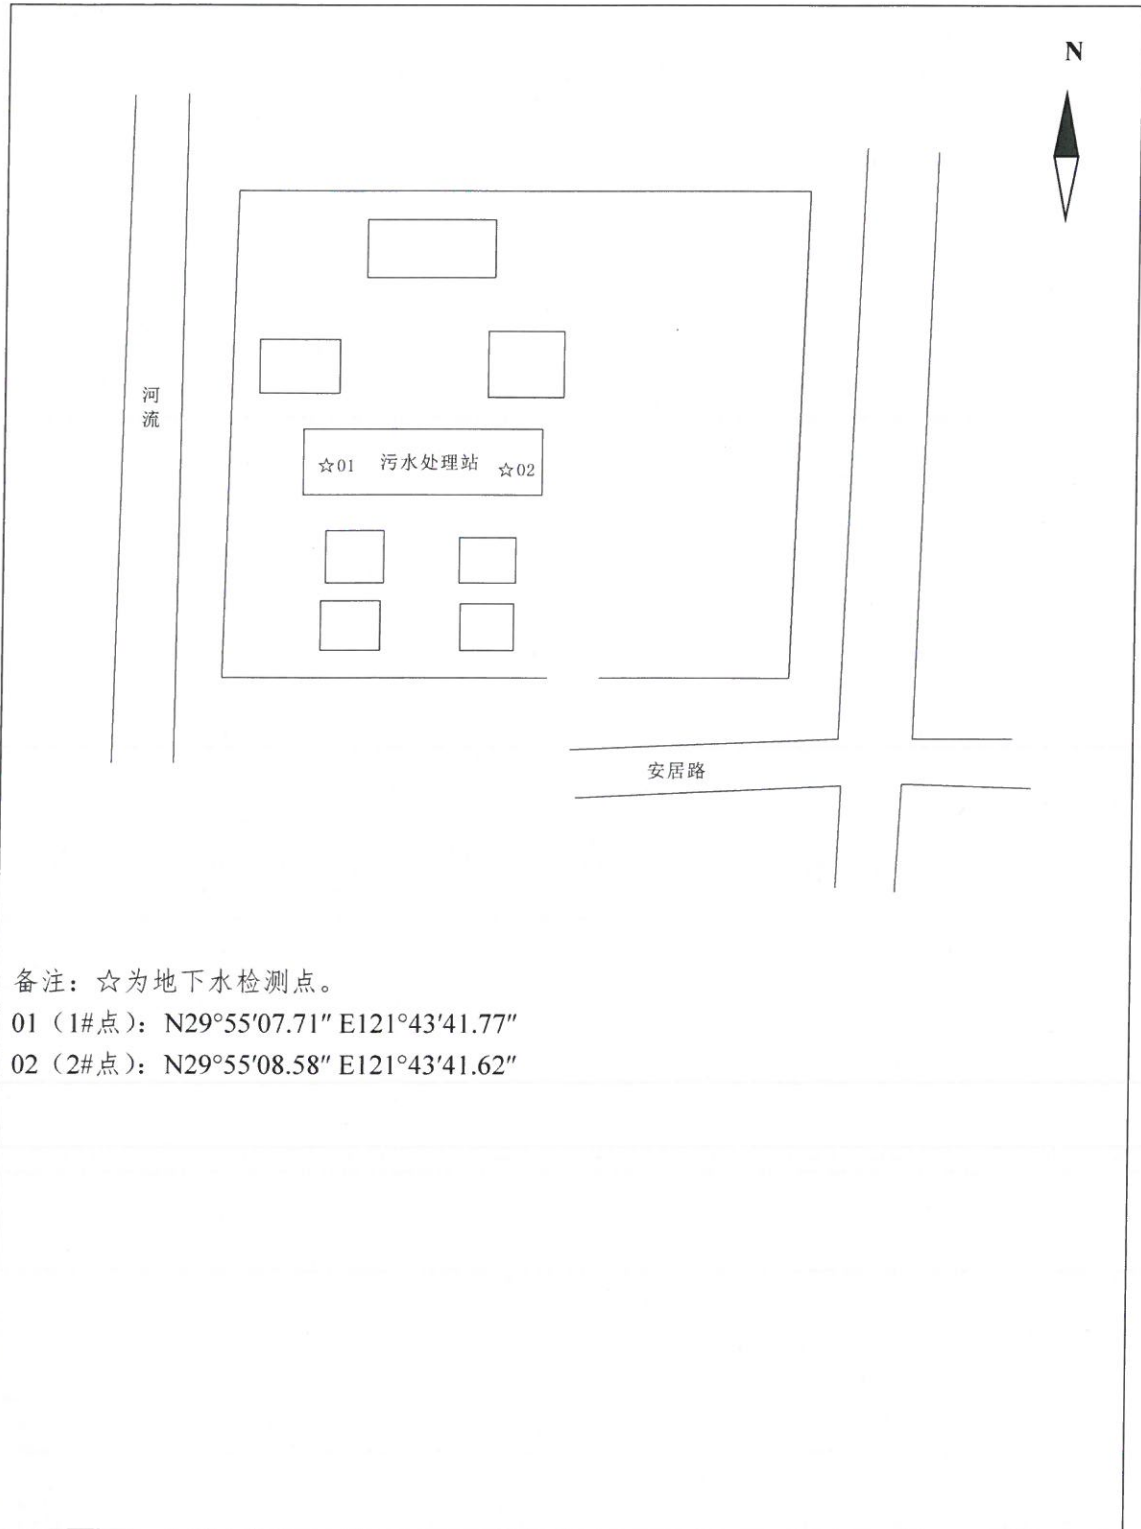 N
河
流
☆01 污水处理站 ☆02
安居路
备注：☆为地下水检测点。
01（1#点）：N29°55′07.71″ E121°43′41.77″
02（2#点）：N29°55′08.58″ E121°43′41.62″